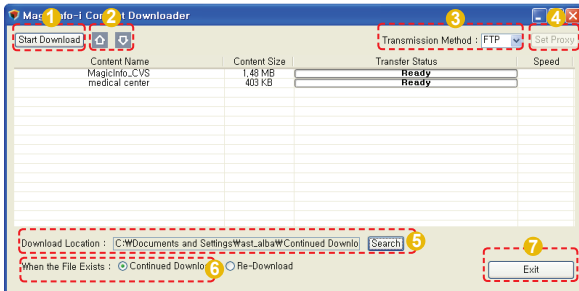 MagicInfo-i Content Downloader
1 2 3 4
Start Download Transmission Method : FTP Set Proxy
Content Name Content Size Transfer Status Speed
MagicInfo_CVS 1,48 MB Ready
medical center 403 KB Ready
Download Location : C:₩Documents and Settings₩ast_alba₩Continued Downlo Search 5
When the File Exists : Continued Downlo 6 Re-Download
7
Exit